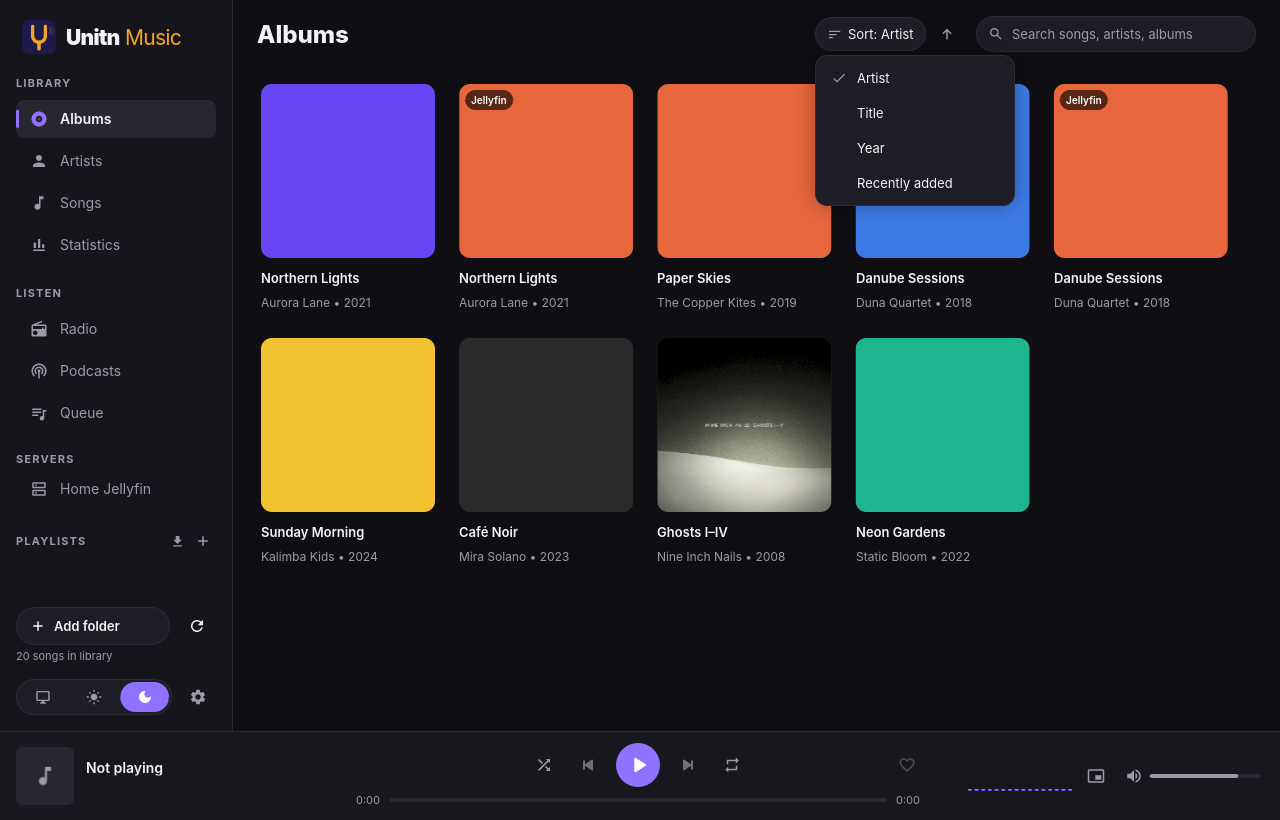 Unitn Music
LIBRARY
Albums
Artists
Songs
Statistics
LISTEN
Radio
Podcasts
Queue
SERVERS
Home Jellyfin
PLAYLISTS
Add folder
20 songs in library
Albums
Sort: Artist
Search songs, artists, albums
Artist
Title
Year
Recently added
Jellyfin
Jellyfin
Northern Lights
Aurora Lane • 2021
Northern Lights
Aurora Lane • 2021
Paper Skies
The Copper Kites • 2019
Danube Sessions
Duna Quartet • 2018
Danube Sessions
Duna Quartet • 2018
Sunday Morning
Kalimba Kids • 2024
Café Noir
Mira Solano • 2023
Ghosts I–IV
Nine Inch Nails • 2008
Neon Gardens
Static Bloom • 2022
Not playing
0:00
0:00